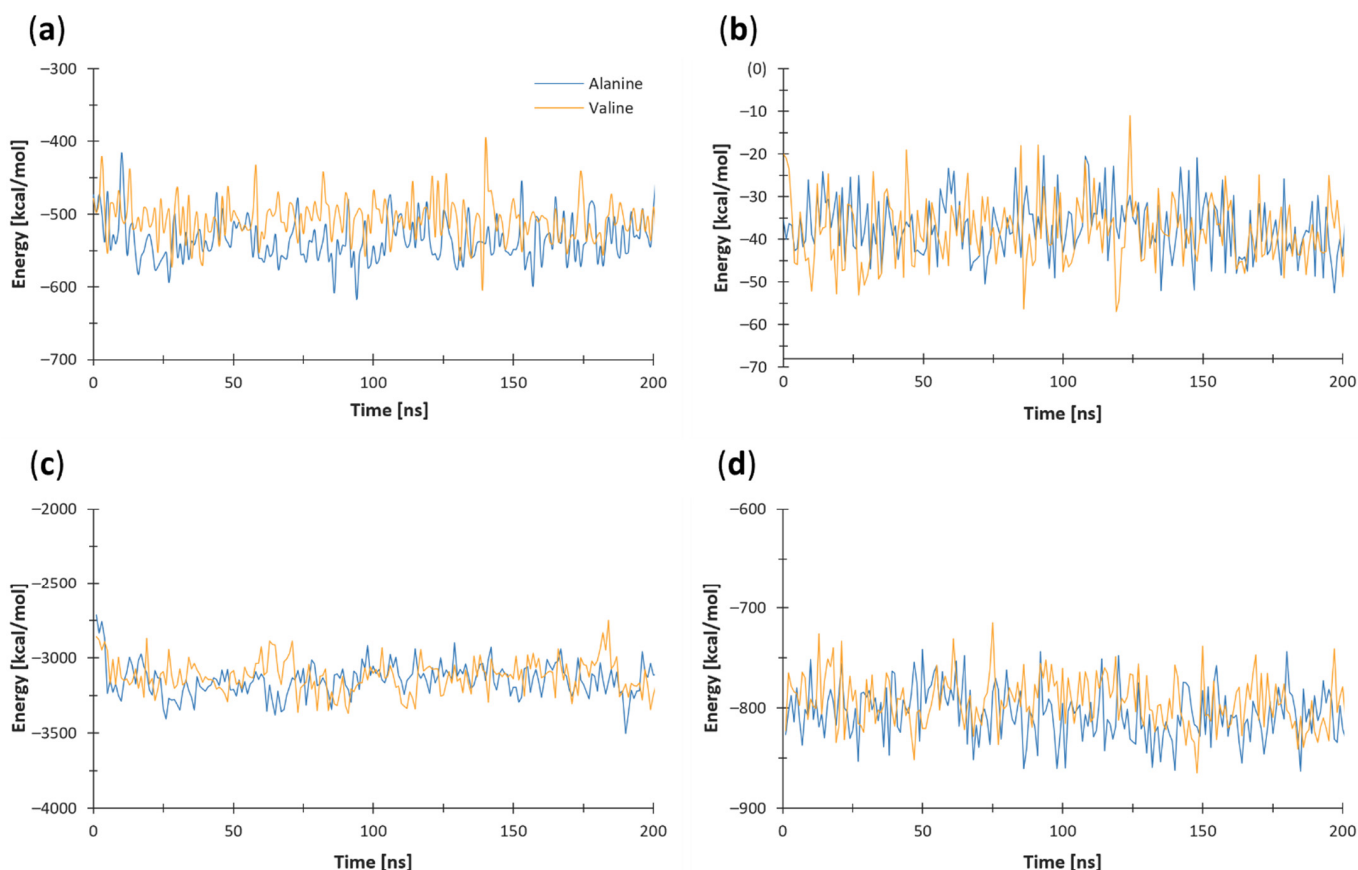 (a)
−300
−400
−500
−600
−700
Energy [kcal/mol]
Alanine
Valine
0 50 100 150 200
Time [ns]
(b)
(0)
−10
−20
−30
−40
−50
−60
−70
Energy [kcal/mol]
0 50 100 150 200
Time [ns]
(c)
−2000
−2500
−3000
−3500
−4000
Energy [kcal/mol]
0 50 100 150 200
Time [ns]
(d)
−600
−700
−800
−900
Energy [kcal/mol]
0 50 100 150 200
Time [ns]